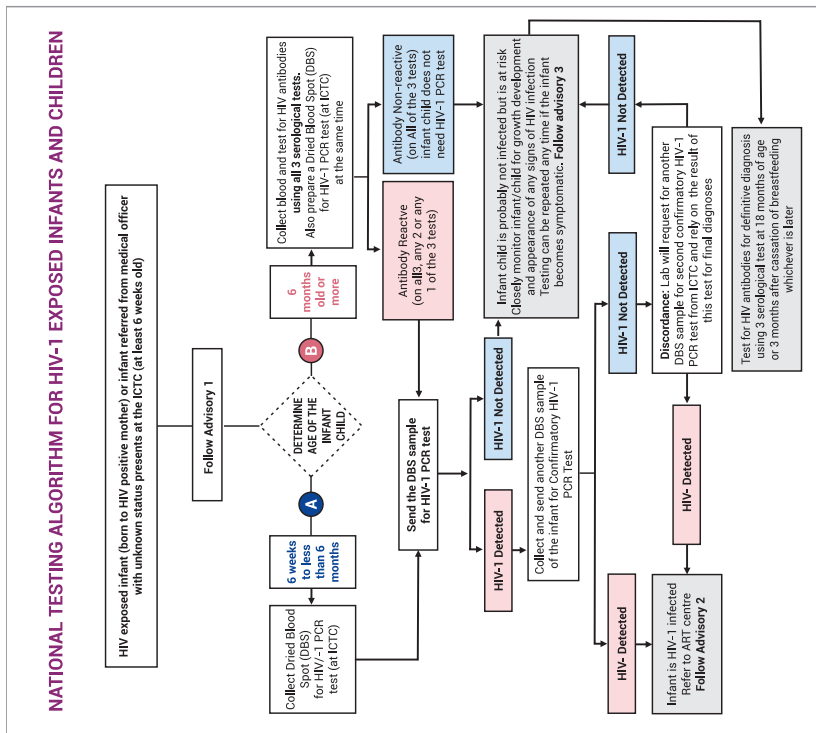 NATIONAL TESTING ALGORITHM FOR HIV-1 EXPOSED INFANTS AND CHILDREN
HIV exposed infant (born to HIV positive mother) or infant referred from medical officer
with unknown status presents at the ICTC (at least 6 weeks old)
Follow Advisory 1
DETERMINE
AGE OF THE
INFANT
CHILD,
A
B
6 weeks
to less
than 6
months
6
months
old or
more
Collect Dried Blood
Spot (DBS)
for HIV/-1 PCR
test (at ICTC)
Collect blood and test for HIV antibodies
using all 3 serological tests.
Also prepare a Dried Blood Spot (DBS)
for HIV-1 PCR test (at ICTC)
at the same time
Antibody Reactve
(on all3, any 2 or any
1 of the 3 tests)
Antibody Non-reactive
(on All of the 3 tests)
infant child does not
need HIV-1 PCR test
Send the DBS sample
for HIV-1 PCR test
HIV-1 Detected
HIV-1 Not Detected
Infant child is probably not infected but is at risk
Closely monitor infant/child for growth development
and appearance of any signs of HIV infection
Testing can be repeated any time if the infant
becomes symptomatic. Follow advisory 3
Collect and send another DBS sample
of the infant for Confirmatory HIV-1
PCR Test
HIV- Detected
HIV-1 Not Detected
HIV-1 Not Detected
Infant is HIV-1 infected
Refer to ART centre
Follow Advisory 2
HIV- Detected
Discordance: Lab will request for another
DBS sample for second confirmatory HIV-1
PCR test from ICTC and rely on the result of
this test for final diagnoses
Test for HIV antibodies for definitive diagnosis
using 3 serological test at 18 months of age
or 3 months after cassation of breastfeeding
whichever is later